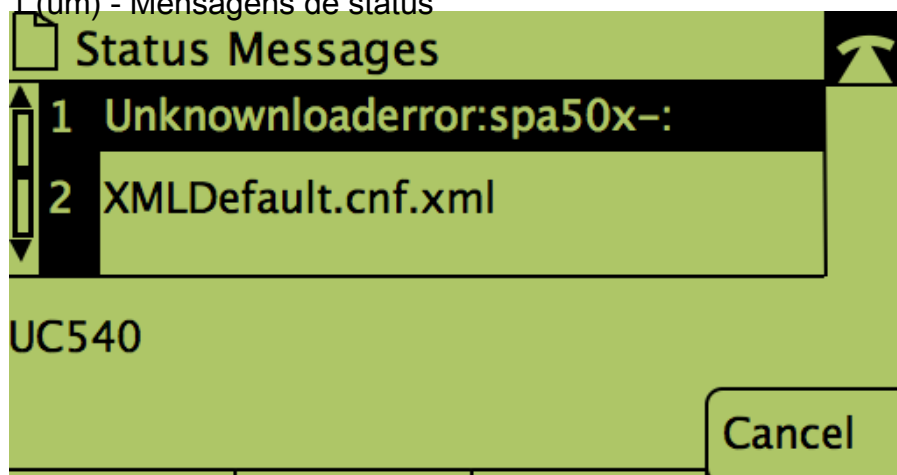 1 (um) - Mensagens de status
Status Messages
1 Unknownloaderror:spa50x-:
2 XMLDefault.cnf.xml
UC540
Cancel